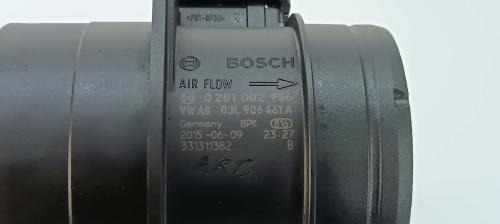 BOSCH
AIR FLOW
0 281 002 956
VW AG 03L 906 461 A
Germany BPK
2015-06-09 23:27
331311382 B
ARC